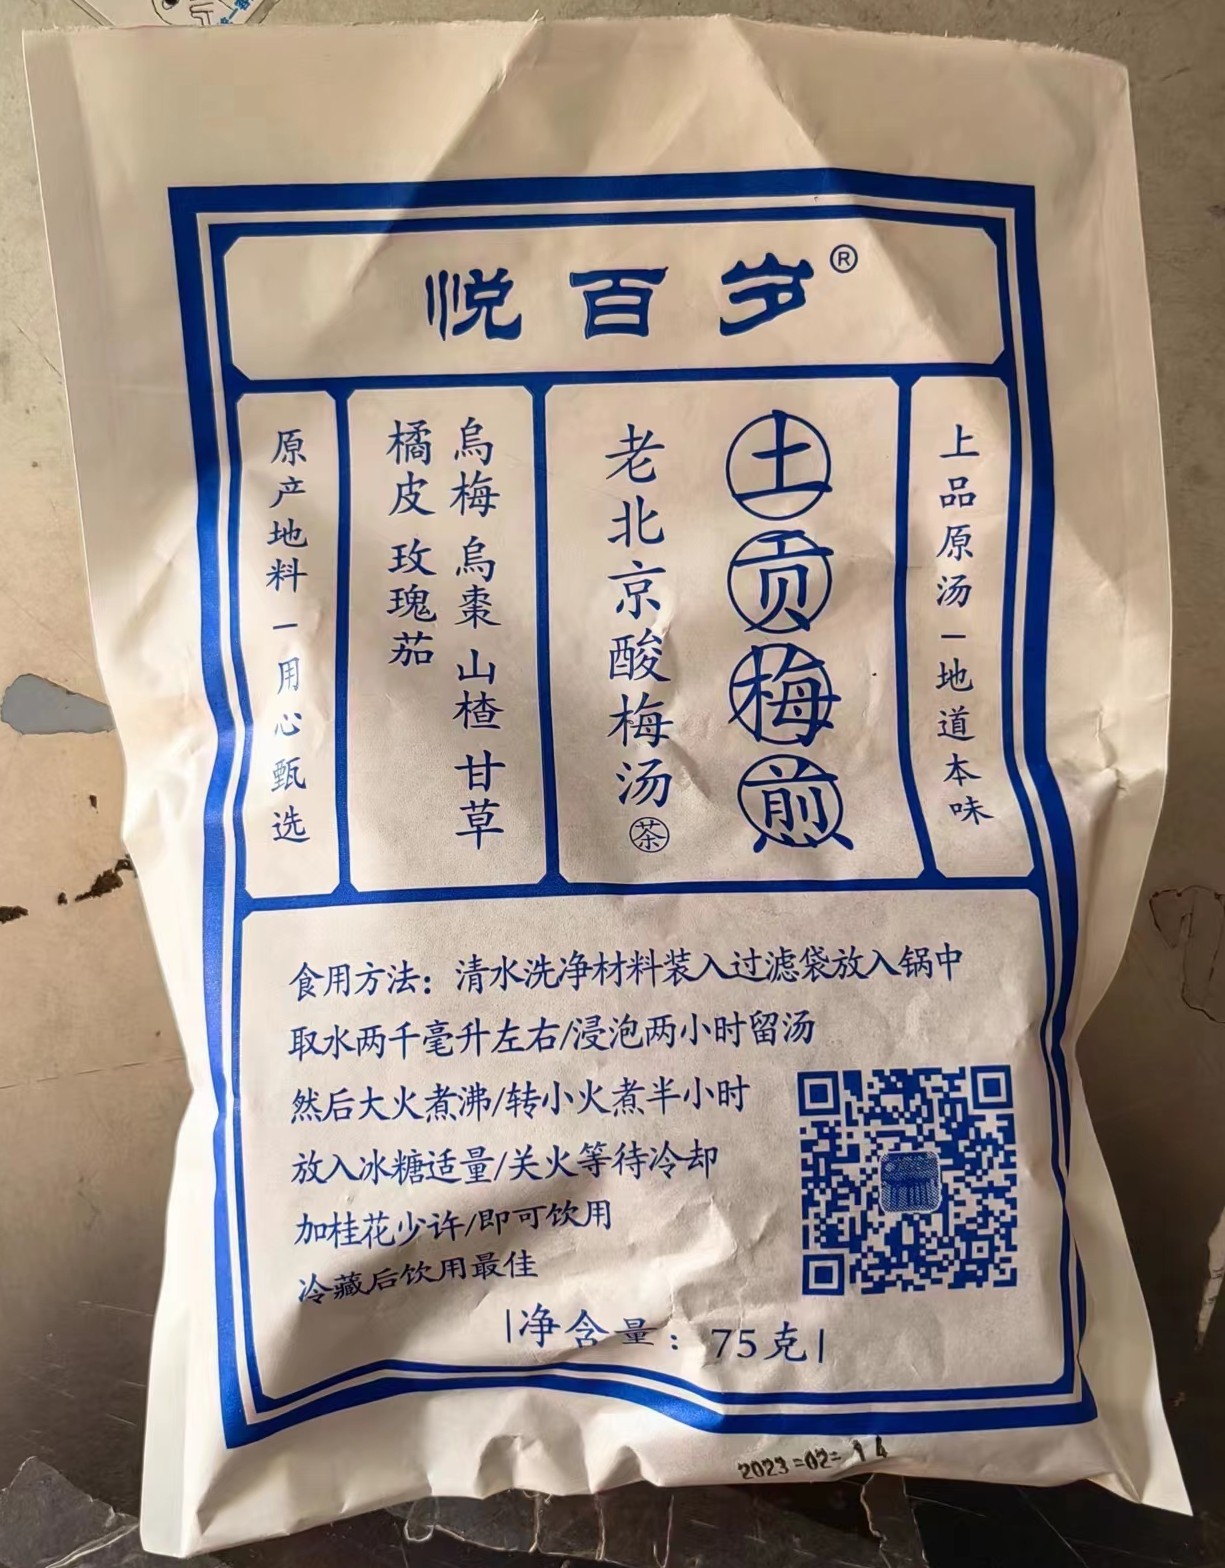 悦百岁®
上品原汤一地道本味
土贡梅煎
老北京酸梅汤茶
烏梅 烏棗 山楂 甘草
橘皮 玫瑰茄
原产地料一用心甄选
食用方法：清水洗净材料装入过滤袋放入锅中
取水两千毫升左右/浸泡两小时留汤
然后大火煮沸/转小火煮半小时
放入冰糖适量/关火等待冷却
加桂花少许/即可饮用
冷藏后饮用最佳
|净含量：75克|
2023-02-14